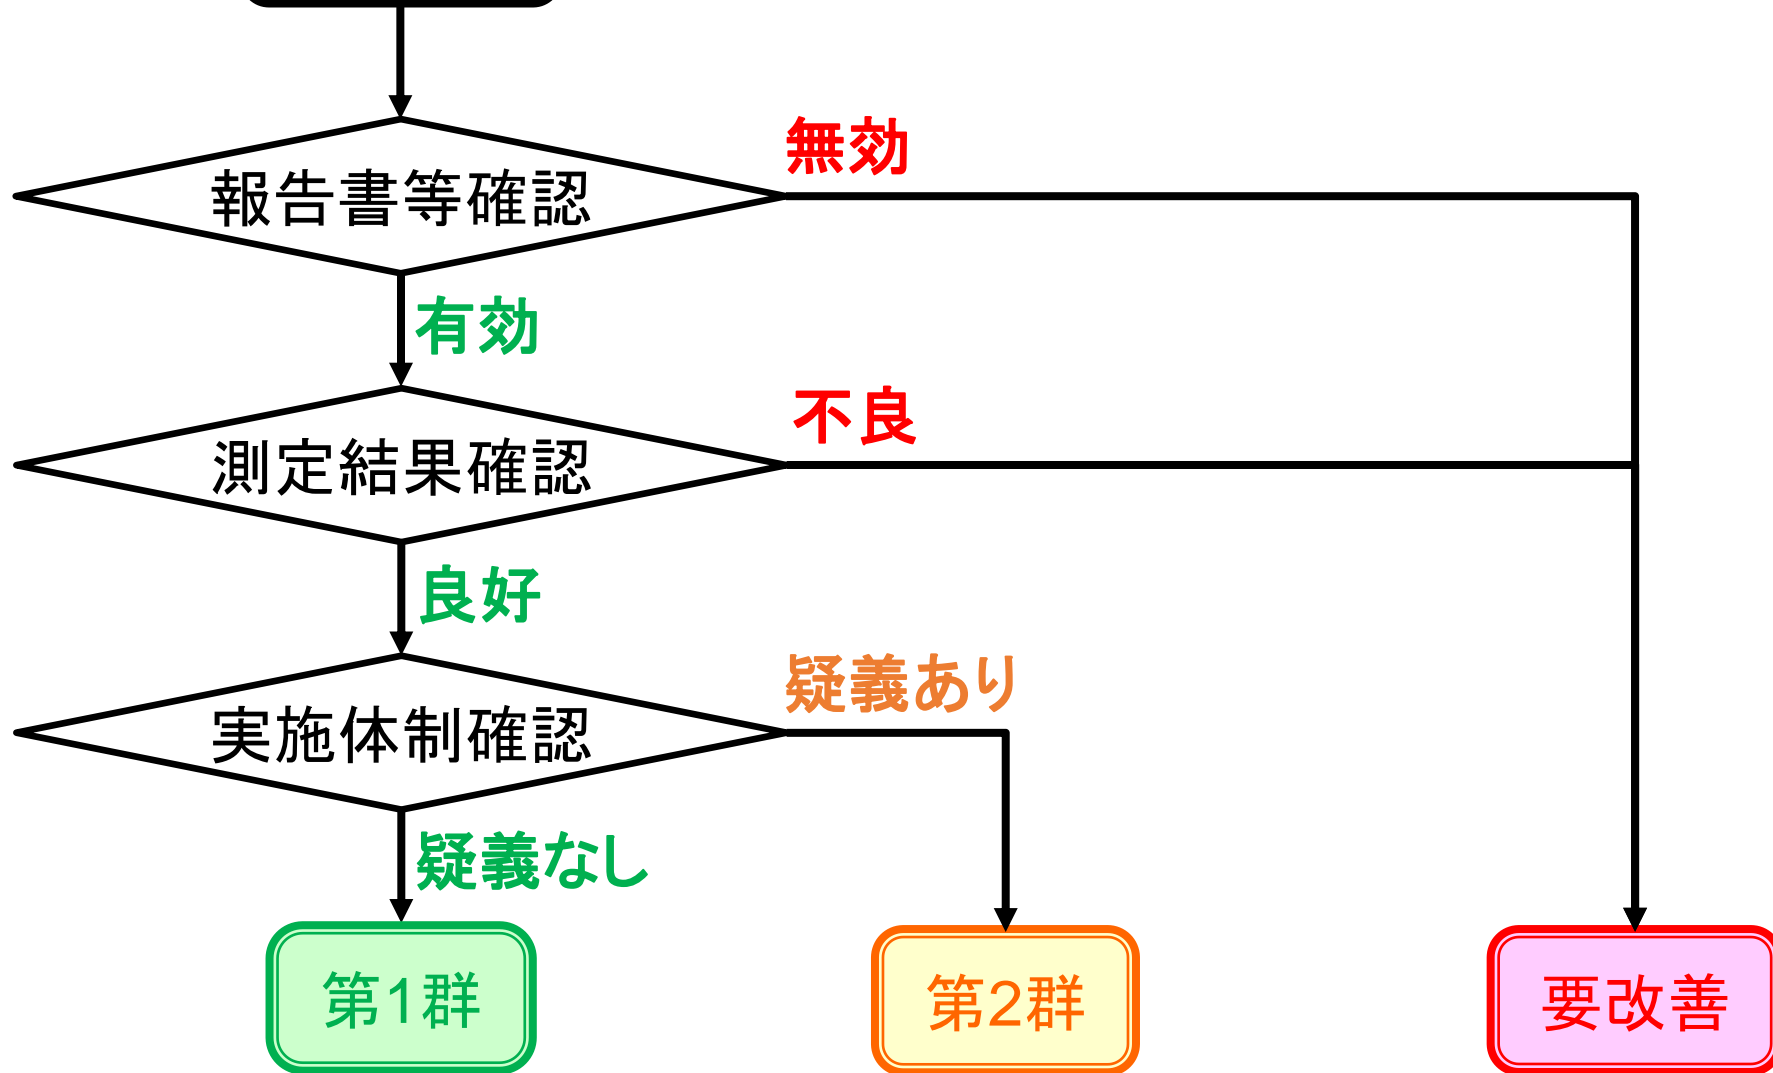 無効
報告書等確認
有効
不良
測定結果確認
良好
疑義あり
実施体制確認
疑義なし
第1群
第2群
要改善